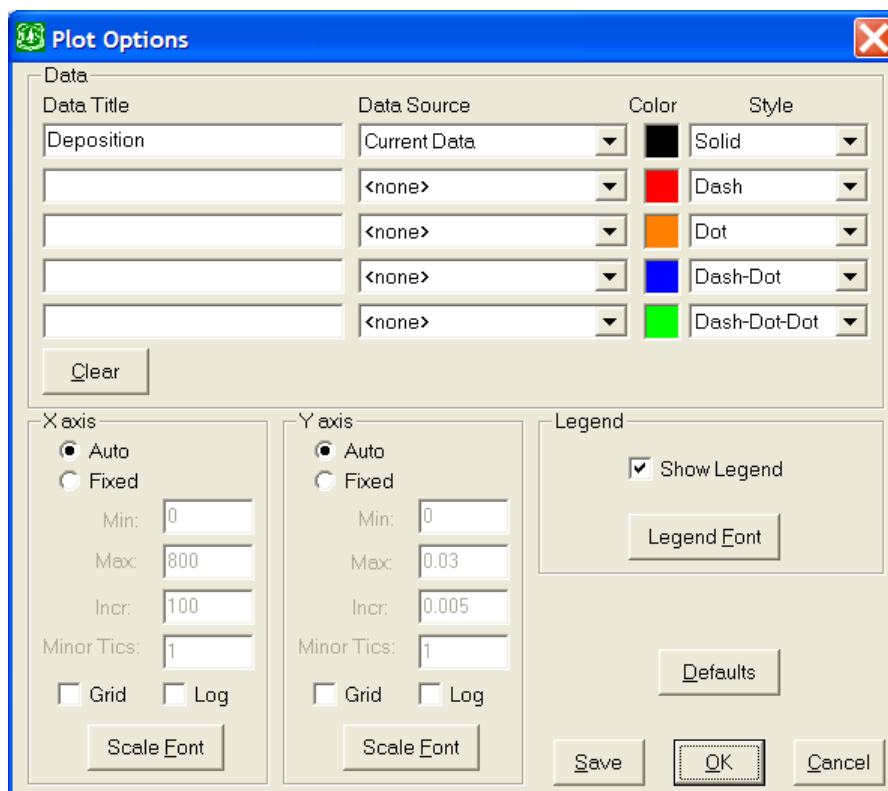 Plot Options
Data
Data Title Data Source Color Style
Deposition Current Data Solid
<none> Dash
<none> Dot
<none> Dash-Dot
<none> Dash-Dot-Dot
Clear
X axis
Auto
Fixed
Min: 0
Max: 800
Incr: 100
Minor Tics: 1
Grid Log
Scale Font
Y axis
Auto
Fixed
Min: 0
Max: 0.03
Incr: 0.005
Minor Tics: 1
Grid Log
Scale Font
Legend
Show Legend
Legend Font
Defaults
Save OK Cancel